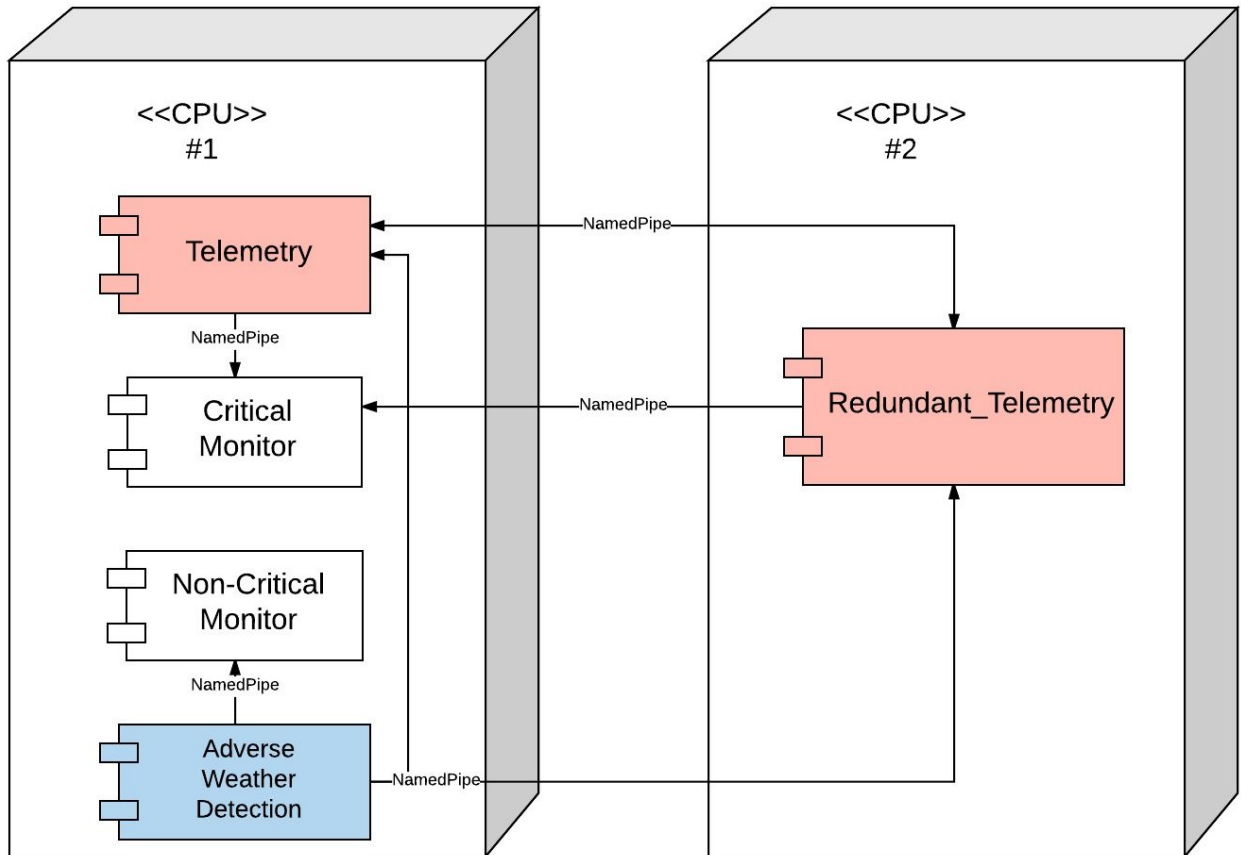 <<CPU>>
#1
<<CPU>>
#2
NamedPipe
Telemetry
NamedPipe
Critical
Monitor
NamedPipe
Redundant_Telemetry
Non-Critical
Monitor
NamedPipe
Adverse
Weather
Detection
NamedPipe